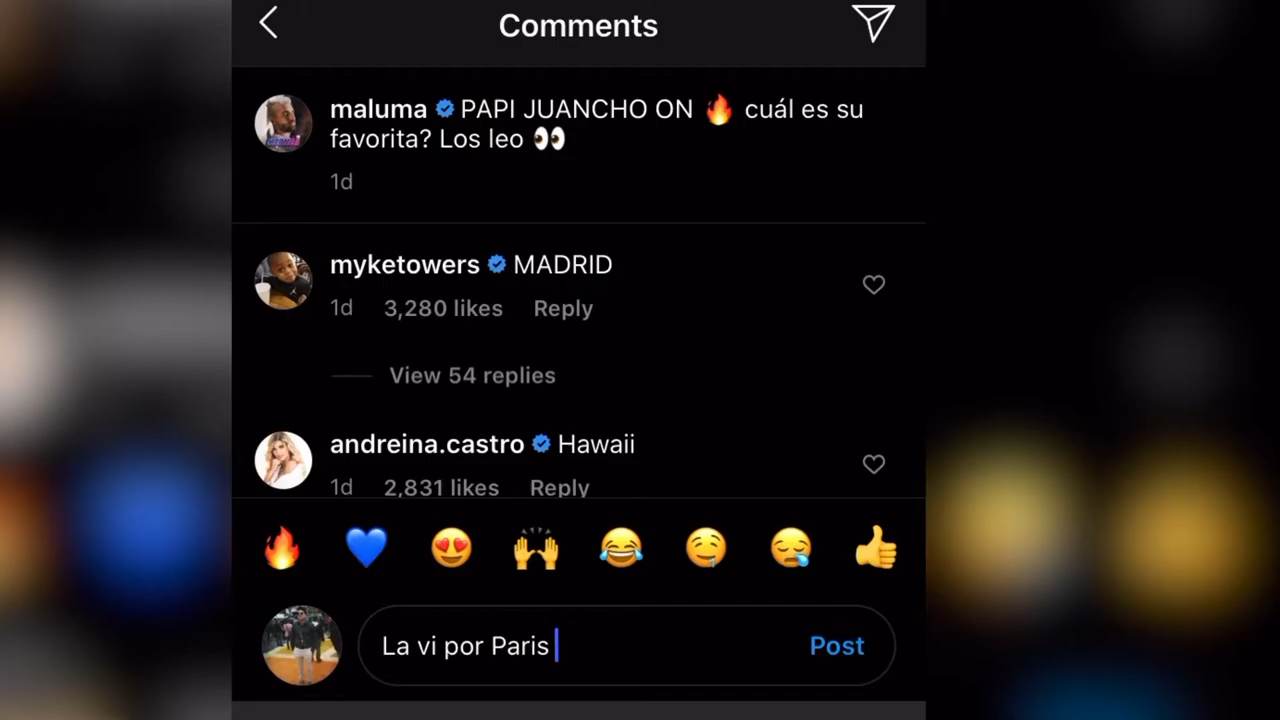 Comments
maluma PAPI JUANCHO ON 🔥 cuál es su
favorita? Los leo 👀
1d
myketowers MADRID
1d 3,280 likes Reply
View 54 replies
andreina.castro Hawaii
1d 2,831 likes Reply
La vi por Paris Post